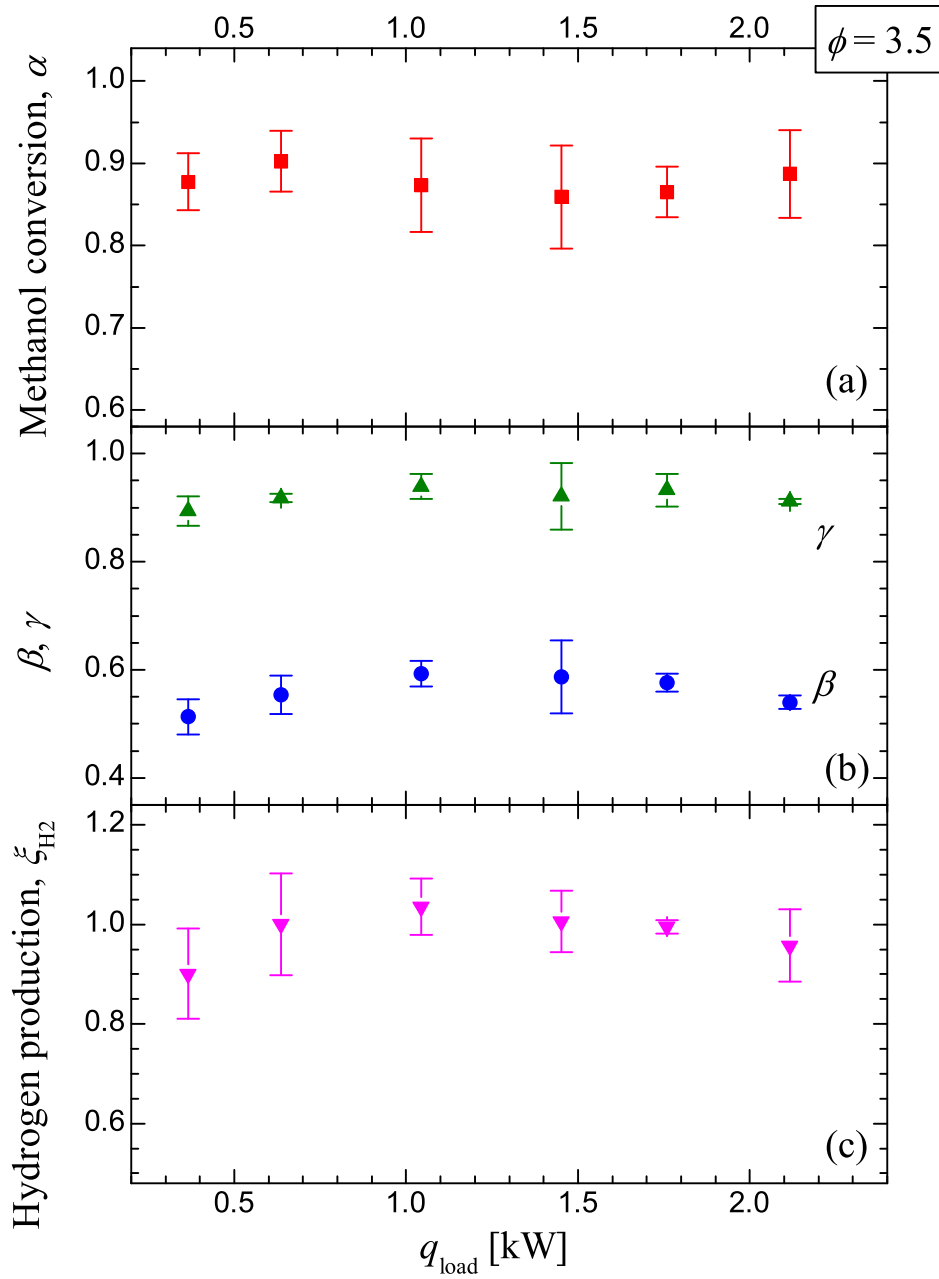 0.5 1.0 1.5 2.0
ϕ = 3.5
Methanol conversion, α
1.0
0.9
0.8
0.7
0.6
(a)
β, γ
1.0
0.8
0.6
0.4
γ
β
(b)
Hydrogen production, ξH2
1.2
1.0
0.8
0.6
(c)
0.5 1.0 1.5 2.0
qload [kW]